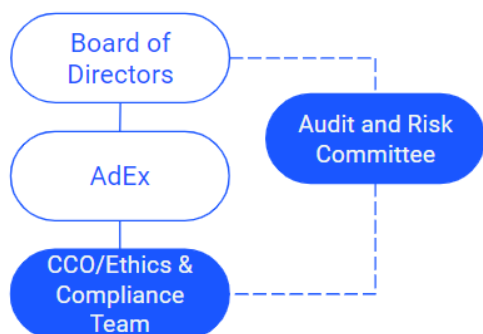 Board of
Directors
Audit and Risk
Committee
AdEx
CCO/Ethics &
Compliance
Team